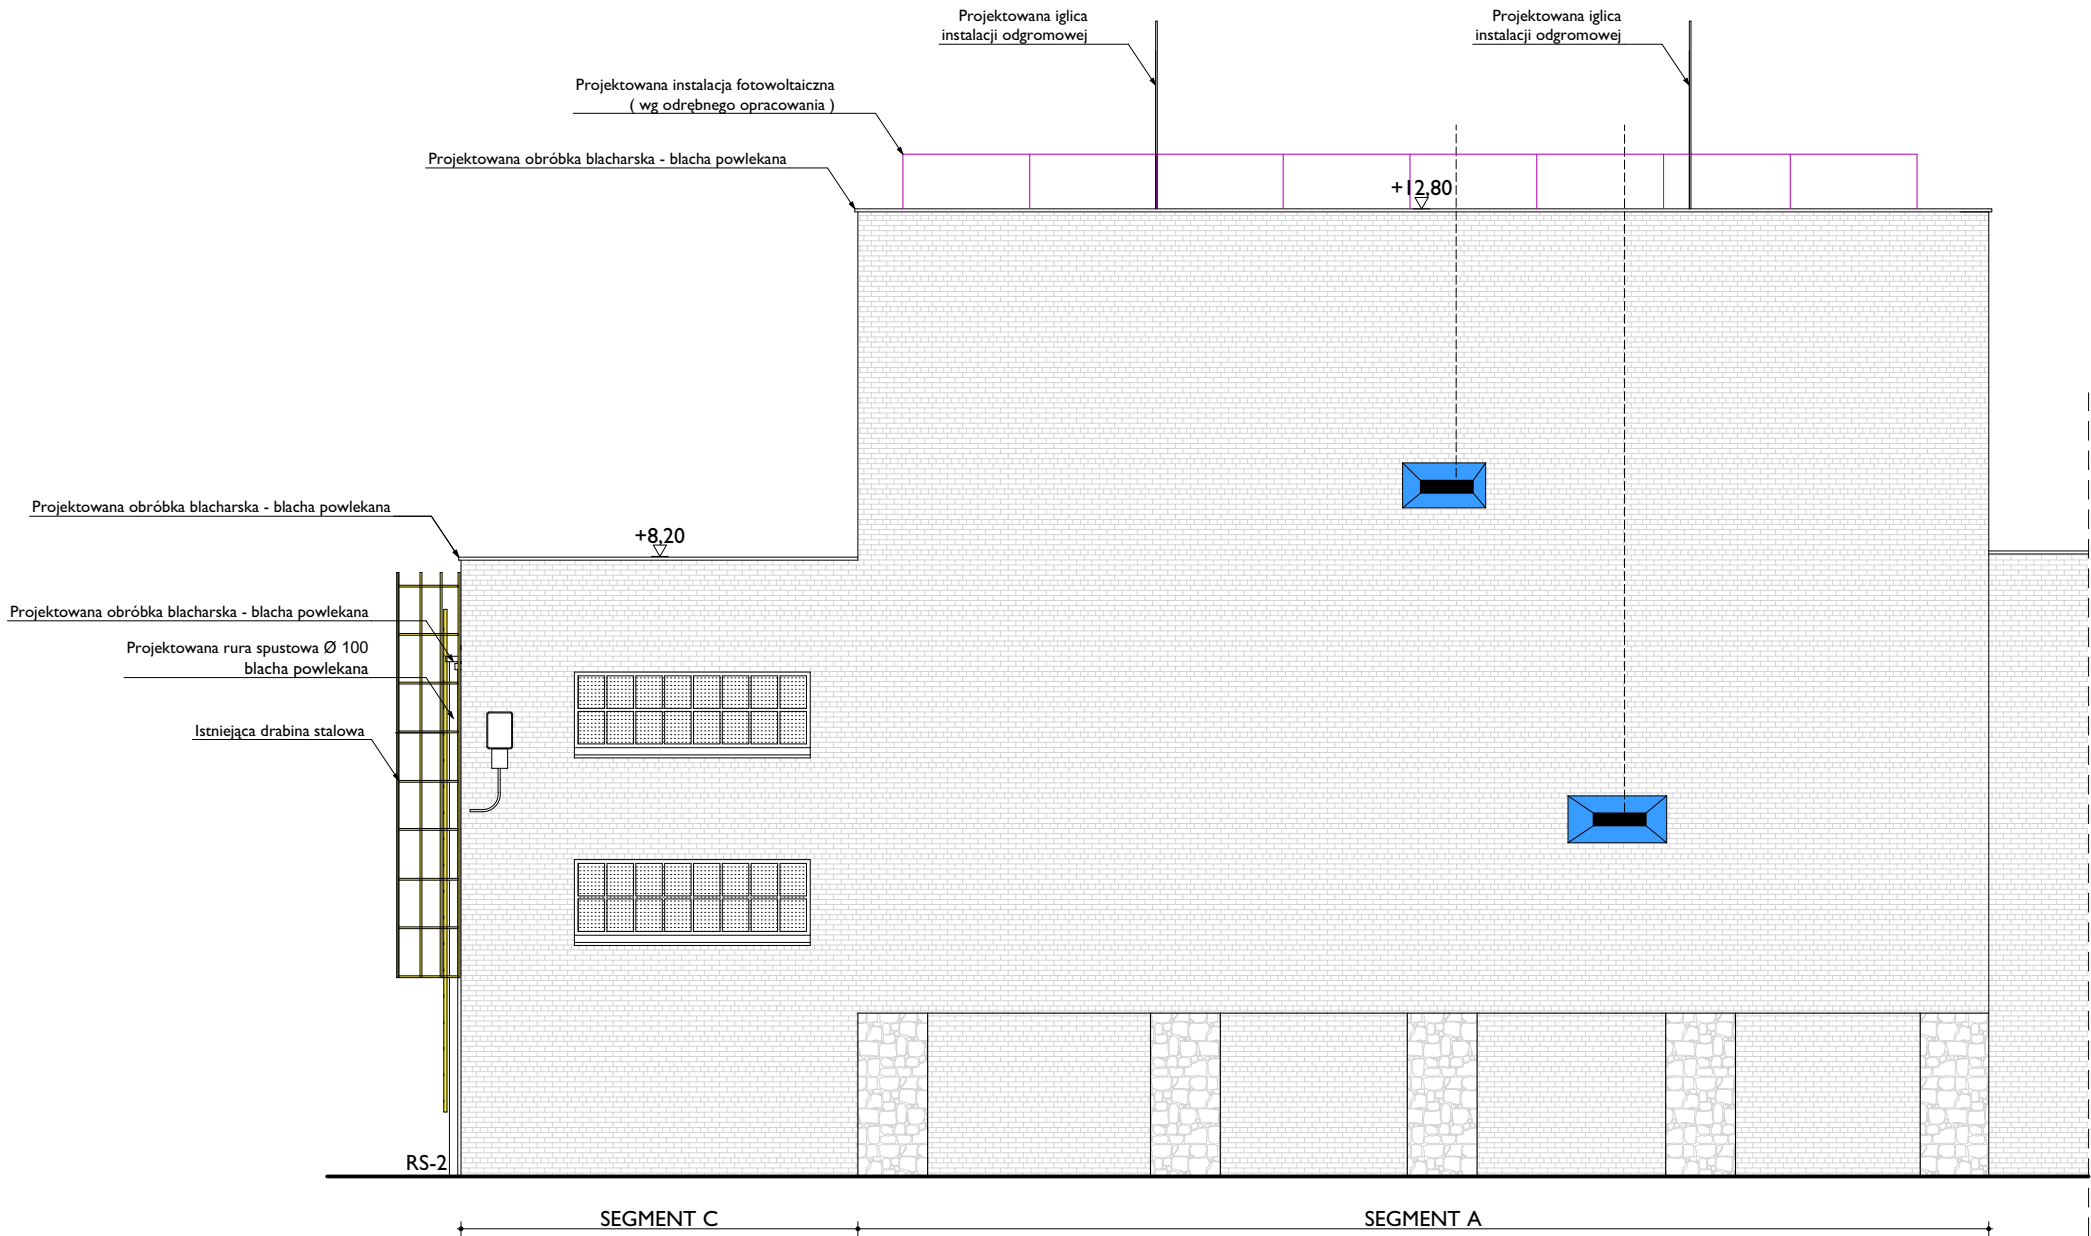 Projektowana iglica
instalacji odgromowej
Projektowana iglica
instalacji odgromowej
Projektowana instalacja fotowoltaiczna
( wg odrębnego opracowania )
Projektowana obróbka blacharska - blacha powlekana
+12,80
Projektowana obróbka blacharska - blacha powlekana
+8,20
Projektowana obróbka blacharska - blacha powlekana
Projektowana rura spustowa Ø 100
blacha powlekana
Istniejąca drabina stalowa
RS-2
SEGMENT C
SEGMENT A